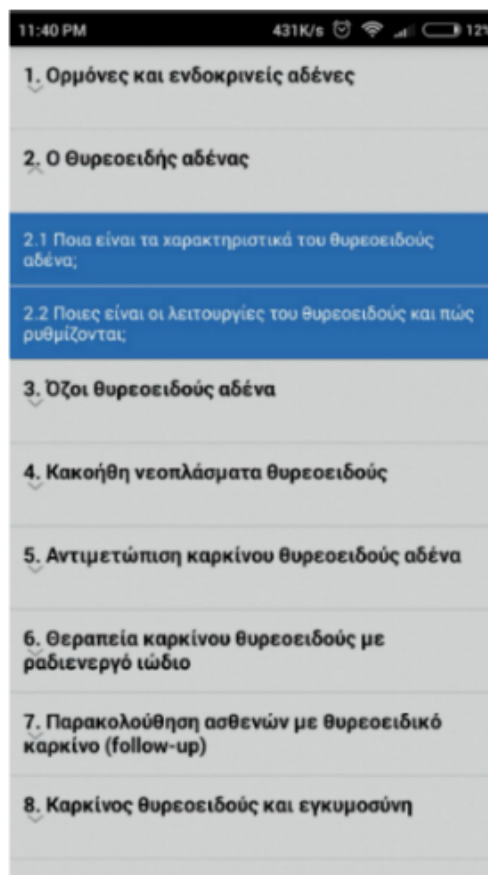 11:40 PM 431K/s 12%
1. Ορμόνες και ενδοκρινείς αδένες
2. Ο Θυρεοειδής αδένας
2.1 Ποια είναι τα χαρακτηριστικά του θυρεοειδούς
αδένα;
2.2 Ποιες είναι οι λειτουργίες του θυρεοειδούς και πώς
ρυθμίζονται;
3. Όζοι θυρεοειδούς αδένα
4. Κακοήθη νεοπλάσματα θυρεοειδούς
5. Αντιμετώπιση καρκίνου θυρεοειδούς αδένα
6. Θεραπεία καρκίνου θυρεοειδούς με
ραδιενεργό ιώδιο
7. Παρακολούθηση ασθενών με θυρεοειδικό
καρκίνο (follow-up)
8. Καρκίνος θυρεοειδούς και εγκυμοσύνη